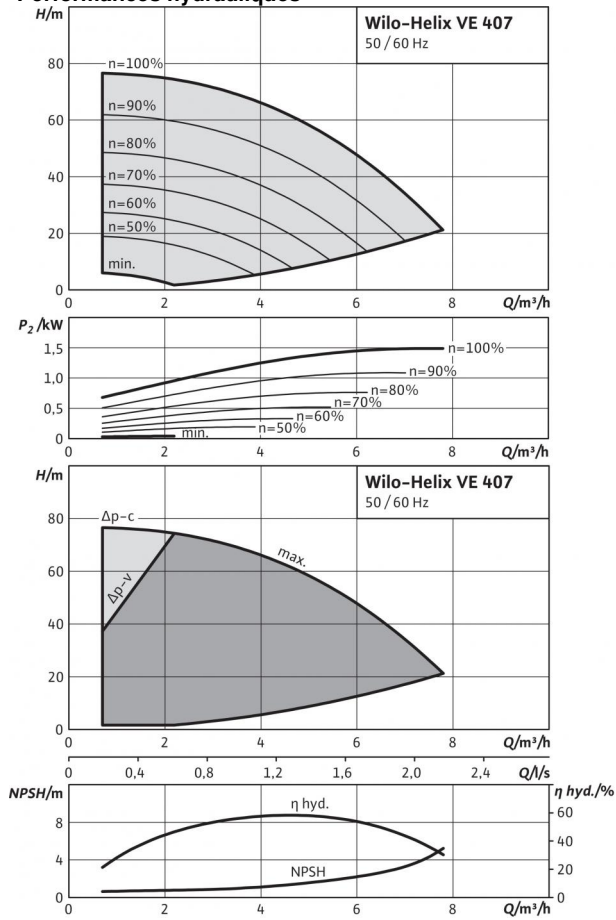 Performances hydrauliques
H/m
Wilo-Helix VE 407
50 / 60 Hz
n=100%
n=90%
n=80%
n=70%
n=60%
n=50%
min.
80
60
40
20
0
0 2 4 6 8 Q/m³/h
P₂/kW
1,5
1,0
0,5
0
n=100%
n=90%
n=80%
n=70%
n=60%
n=50%
min.
0 2 4 6 8 Q/m³/h
H/m
Wilo-Helix VE 407
50 / 60 Hz
Δp-c
Δp-v
max.
80
60
40
20
0
0 2 4 6 8 Q/m³/h
0 0,4 0,8 1,2 1,6 2,0 2,4 Q/l/s
NPSH/m
η hyd./%
η hyd.
NPSH
8
4
0
60
40
20
0
0 2 4 6 8 Q/m³/h